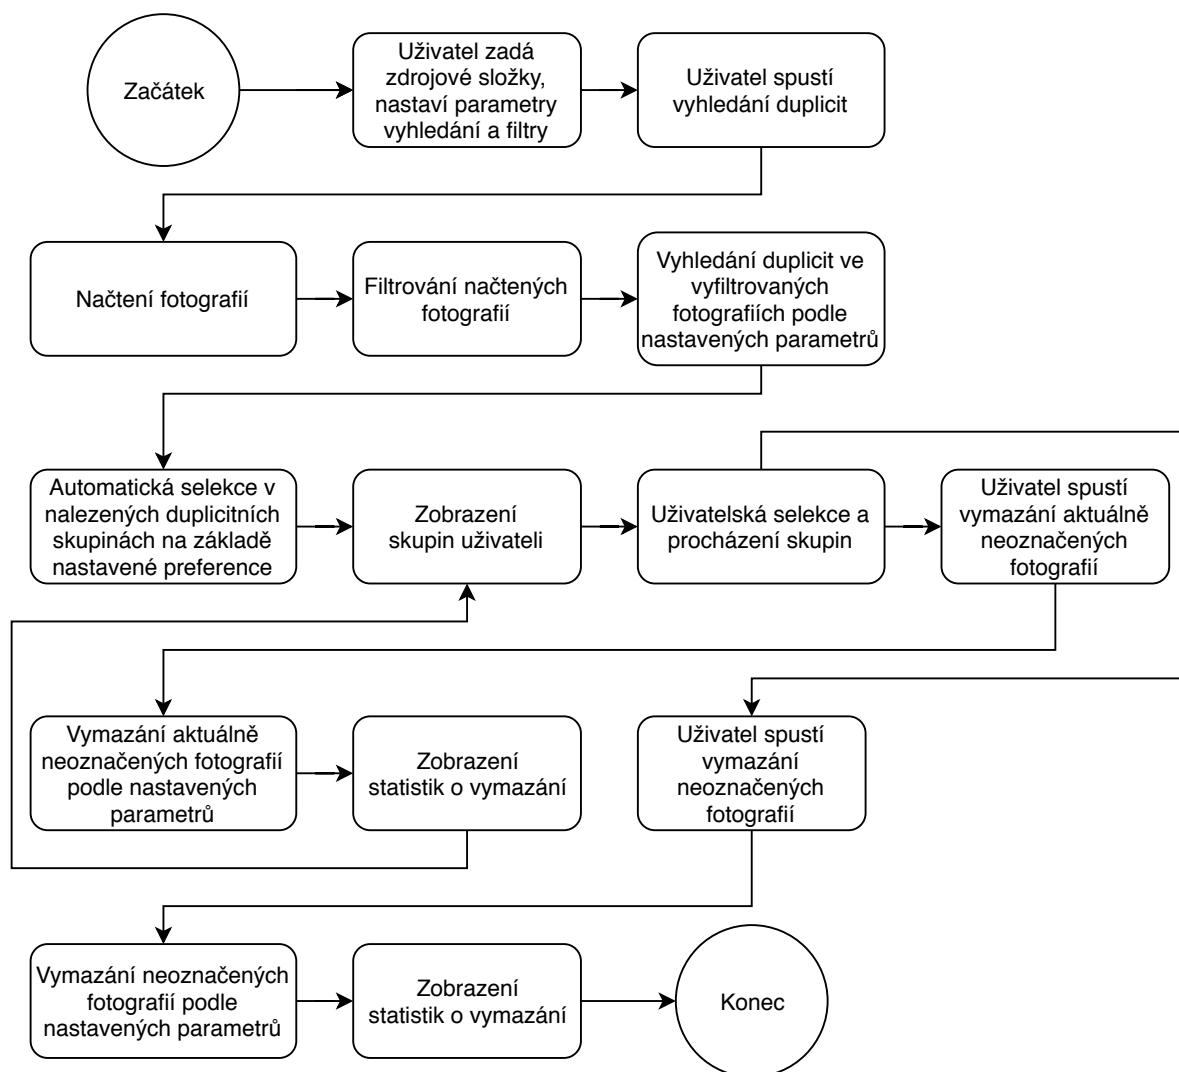 Začátek
Uživatel zadá
zdrojové složky,
nastaví parametry
vyhledání a filtry
Uživatel spustí
vyhledání duplicit
Načtení fotografií
Filtrování načtených
fotografií
Vyhledání duplicit ve
vyfiltrovaných
fotografiích podle
nastavených parametrů
Automatická selekce v
nalezených duplicitních
skupinách na základě
nastavené preference
Zobrazení
skupin uživateli
Uživatelská selekce a
procházení skupin
Uživatel spustí
vymazání aktuálně
neoznačených
fotografií
Vymazání aktuálně
neoznačených fotografií
podle nastavených
parametrů
Zobrazení
statistik o vymazání
Uživatel spustí
vymazání
neoznačených
fotografií
Vymazání neoznačených
fotografií podle
nastavených parametrů
Zobrazení
statistik o vymazání
Konec